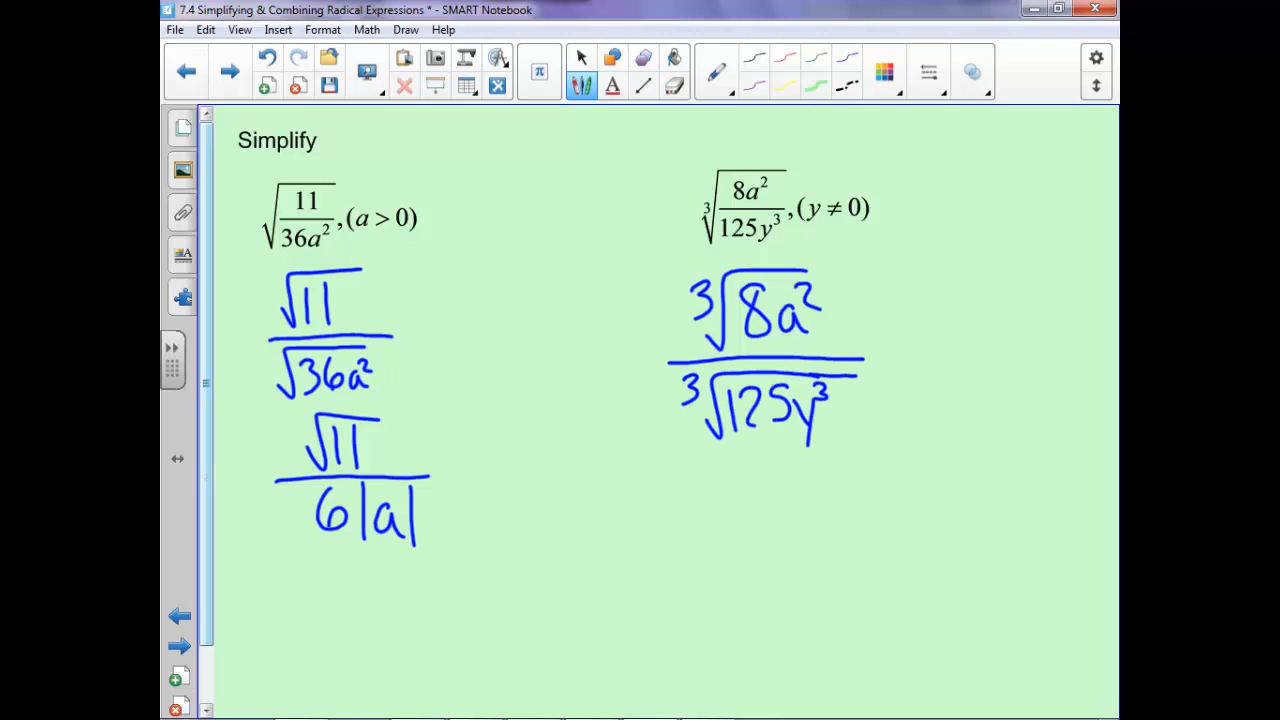 7.4 Simplifying & Combining Radical Expressions * - SMART Notebook
File Edit View Insert Format Math Draw Help
π
A
Simplify
√(11/(36a²)), (a > 0)
∛(8a²/(125y³)), (y ≠ 0)
√11
√36a²
√11
6|a|
∛8a²
∛125y³